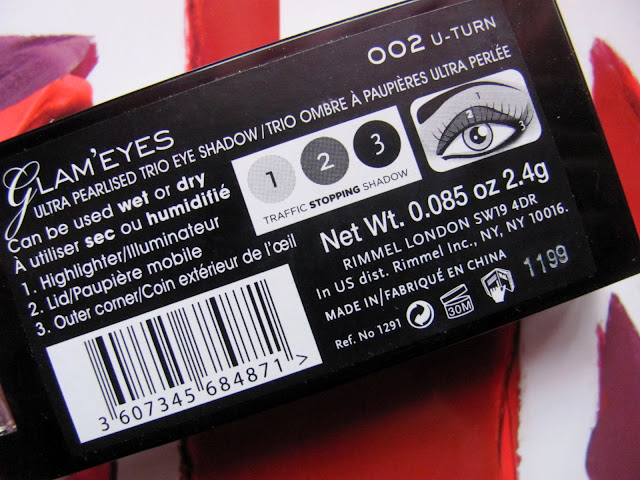 002 U-TURN
GLAM'EYES
ULTRA PEARLISED TRIO EYE SHADOW/TRIO OMBRE À PAUPIÈRES ULTRA PERLÉE
Can be used wet or dry
À utiliser sec ou humidifié
1. Highlighter/Illuminateur
2. Lid/Paupière mobile
3. Outer corner/Coin extérieur de l'œil
1 2 3
TRAFFIC STOPPING SHADOW
1
2
3
Net Wt. 0.085 oz 2.4g
RIMMEL LONDON SW19 4DR
In US dist. Rimmel Inc., NY, NY 10016.
MADE IN/FABRIQUÉ EN CHINA
1199
Ref. No 1291
30M
3 607345 684871 >